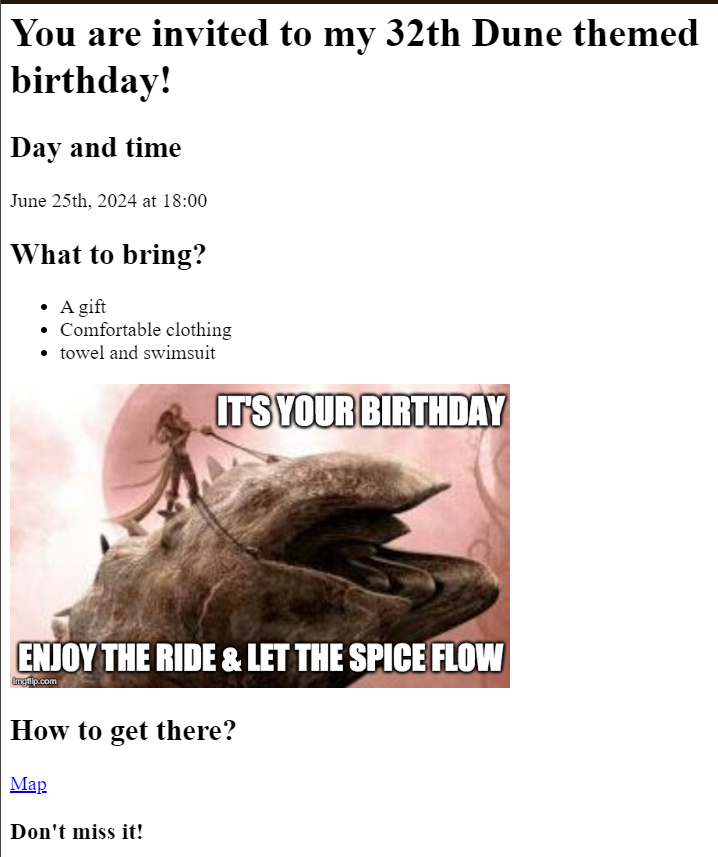 You are invited to my 32th Dune themed
birthday!
Day and time
June 25th, 2024 at 18:00
What to bring?
A gift
Comfortable clothing
towel and swimsuit
IT'S YOUR BIRTHDAY
ENJOY THE RIDE & LET THE SPICE FLOW
imgflip.com
How to get there?
Map
Don't miss it!